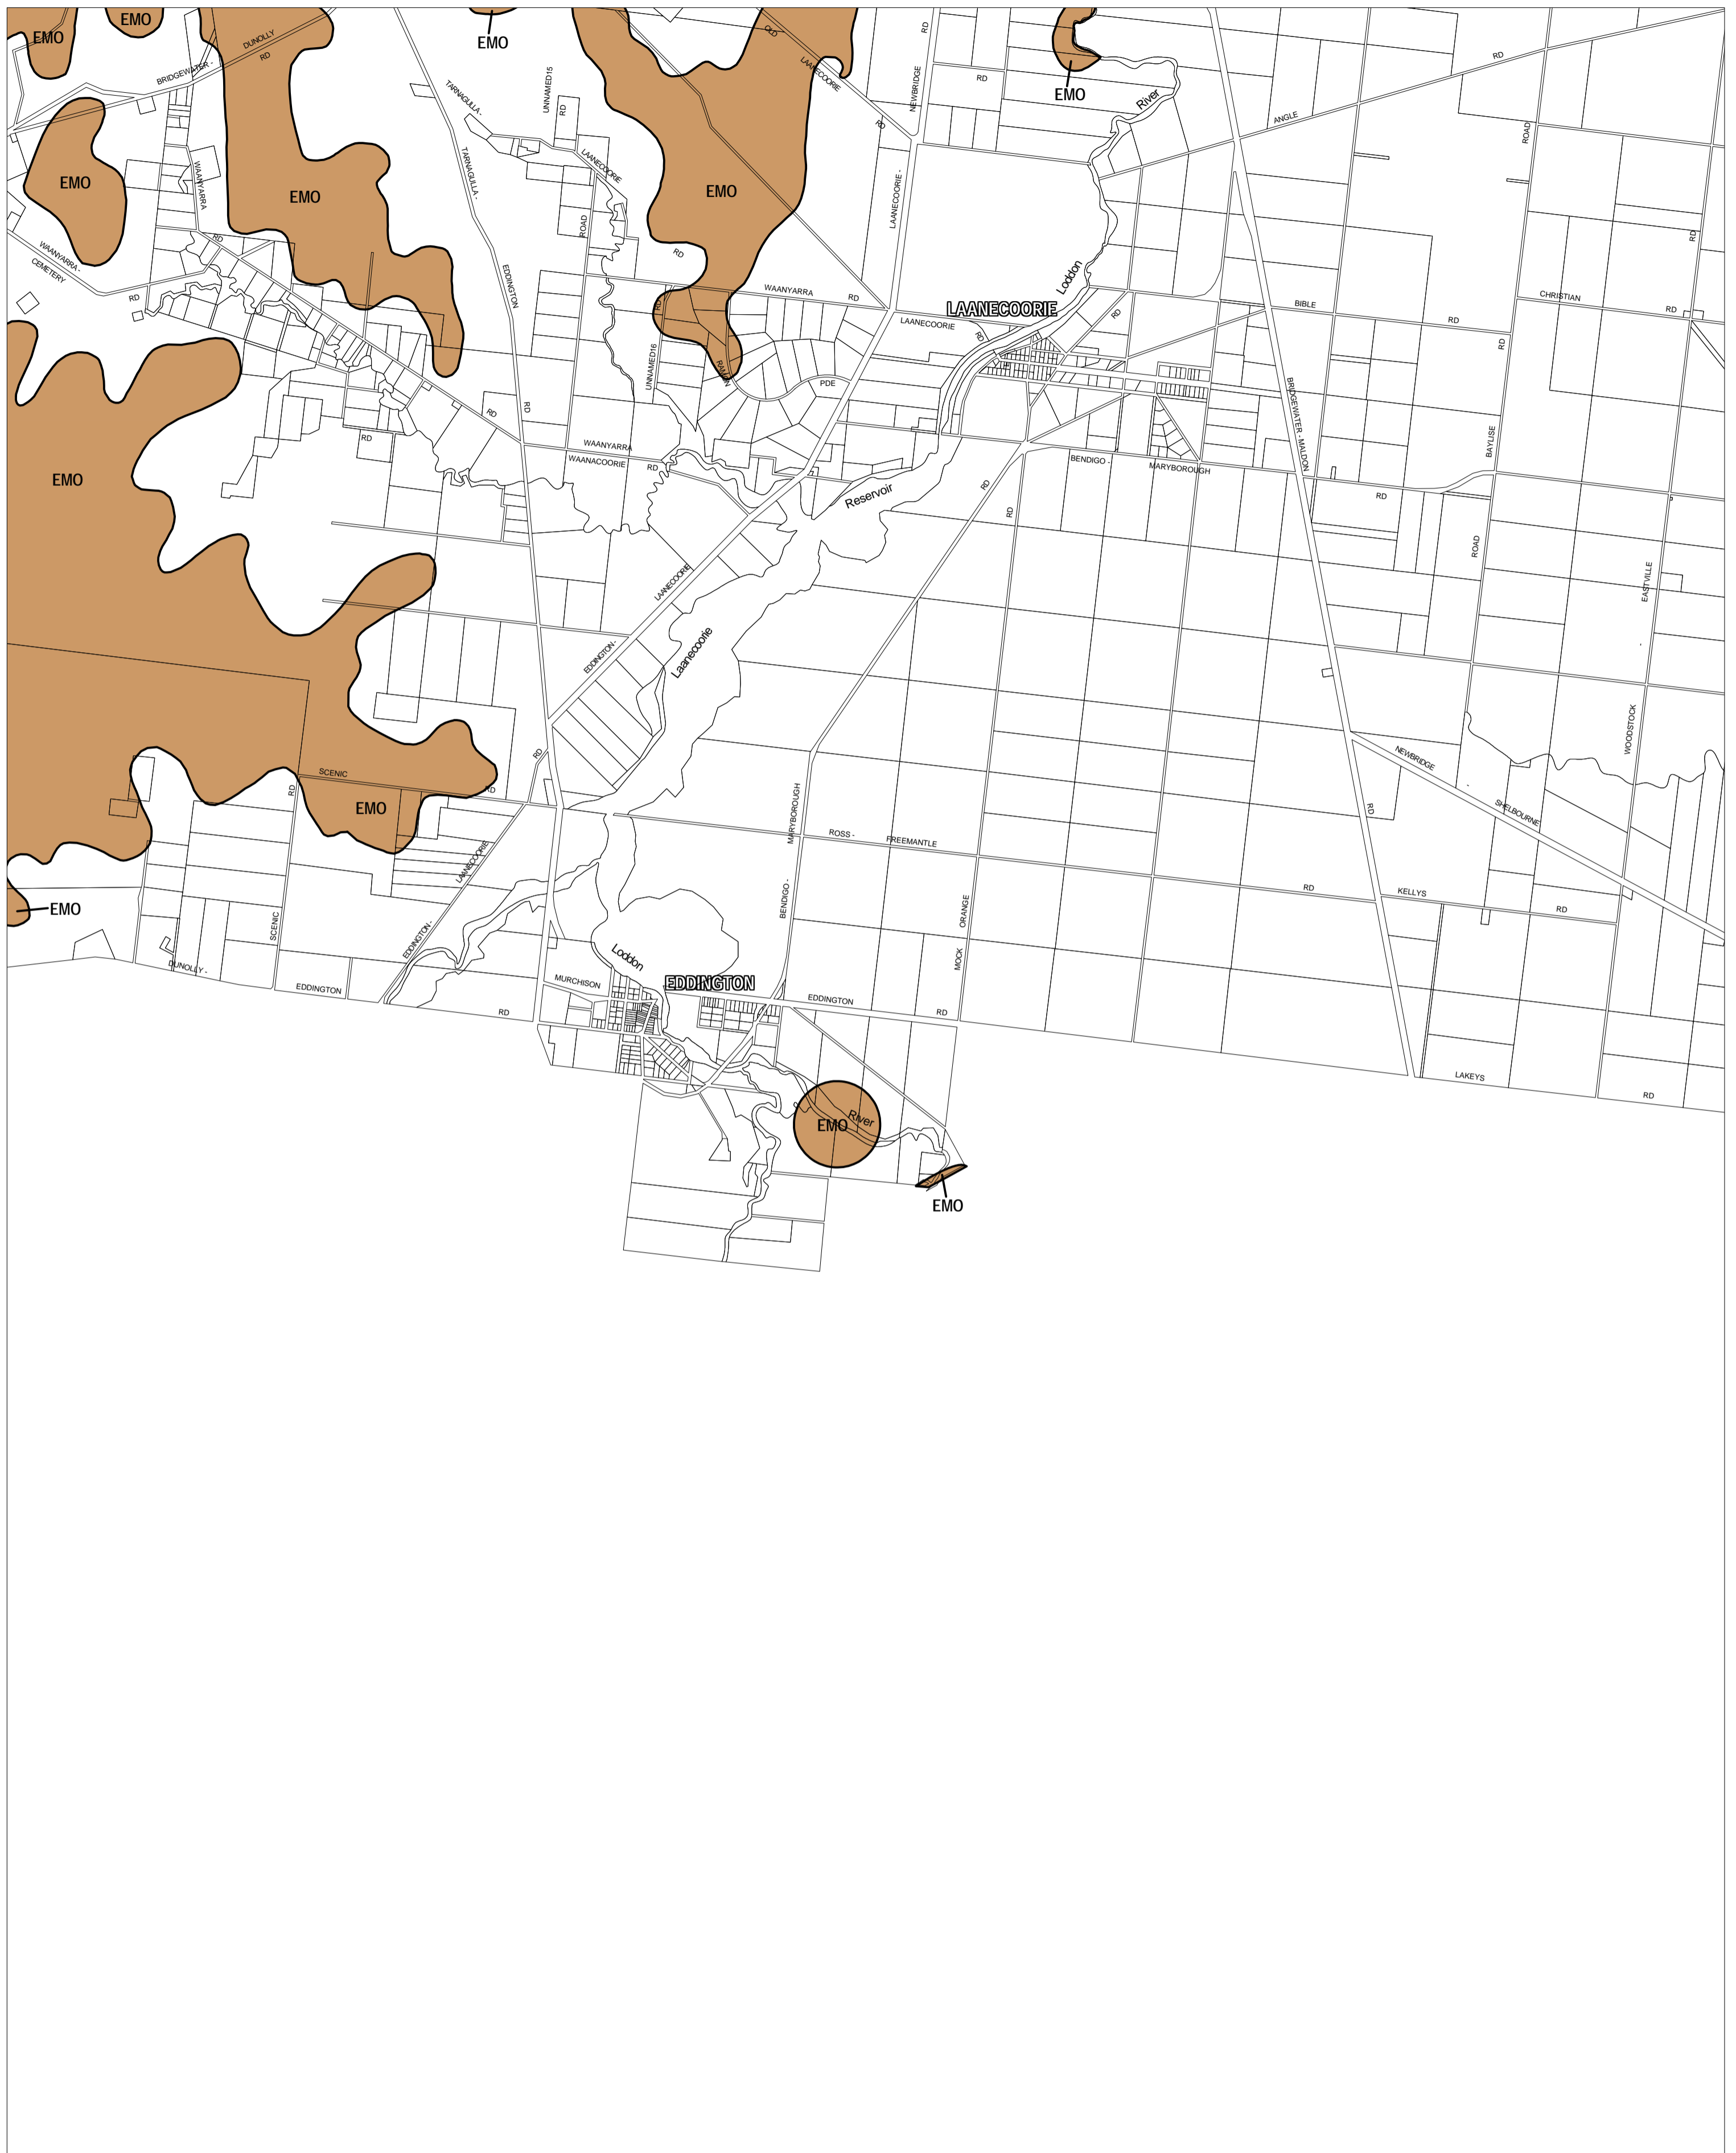 EMO
EMO
EMO
OLD
RD
DUNOLLY
RD
BRIDGEWATER -
TARNAGULLA -
UNNAMED15
RD
LAANECOORIE
RD
NEWBRIDGE
RD
EMO
River
RD
ANGLE
ROAD
TARNAGULLA -
LAANECOORIE
WAANYARRA
EMO
EMO
EMO
LAANECOORIE -
ROAD
RD
RD
RD
WAANYARRA -
CEMETERY
RD
EDDINGTON
Loddon
WAANYARRA
RD
RD
LAANECOORIE
LAANECOORIE
RD
RD
BIBLE
RD
CHRISTIAN
RD
RD
UNNAMED16
RAMIN
PDE
BRIDGEWATER - MALDON
RD
RD
RD
WAANYARRA
WAANACOORIE
RD
BENDIGO -
MARYBOROUGH
RD
BAYLISE
EMO
Reservoir
RD
RD
ROAD
EASTVILLE
-
LAANECOORIE
EDDINGTON -
Laanecoorie
WOODSTOCK
RD
NEWBRIDGE
-
SHELBOURNE
SCENIC
RD
RD
EMO
RD
MARYBOROUGH
ROSS -
FREEMANTLE
LAANECOORIE
RD
KELLYS
RD
EMO
BENDIGO -
ORANGE
SCENIC
EDDINGTON -
MOCK
Loddon
DUNOLLY -
EDDINGTON
MURCHISON
EDDINGTON
EDDINGTON
RD
RD
LAKEYS
RD
EMO
River
EMO